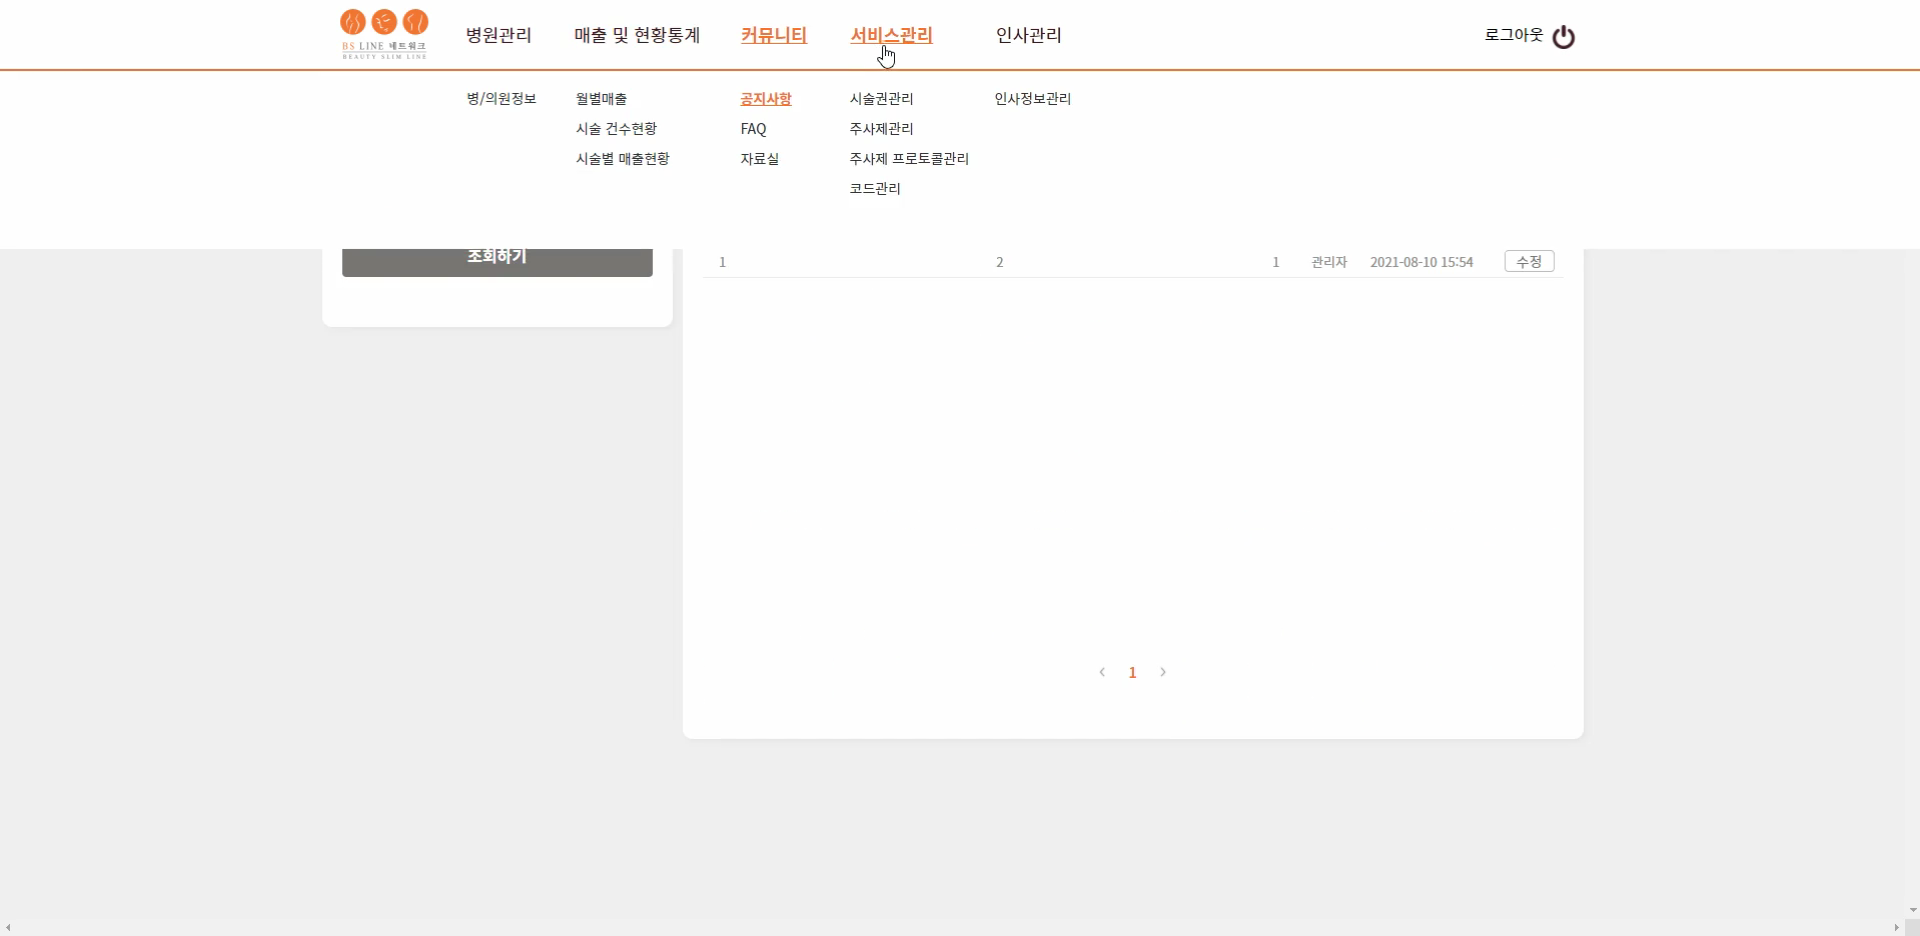 BS LINE 네트워크
BEAUTY SLIM LINE
병원관리 매출 및 현황통계 커뮤니티 서비스관리 인사관리 로그아웃
병/의원정보 월별매출 공지사항 시술권관리 인사정보관리
시술 건수현황 FAQ 주사제관리
시술별 매출현황 자료실 주사제 프로토콜관리
코드관리
조회하기
1 2 1 관리자 2021-08-10 15:54 수정
‹ 1 ›